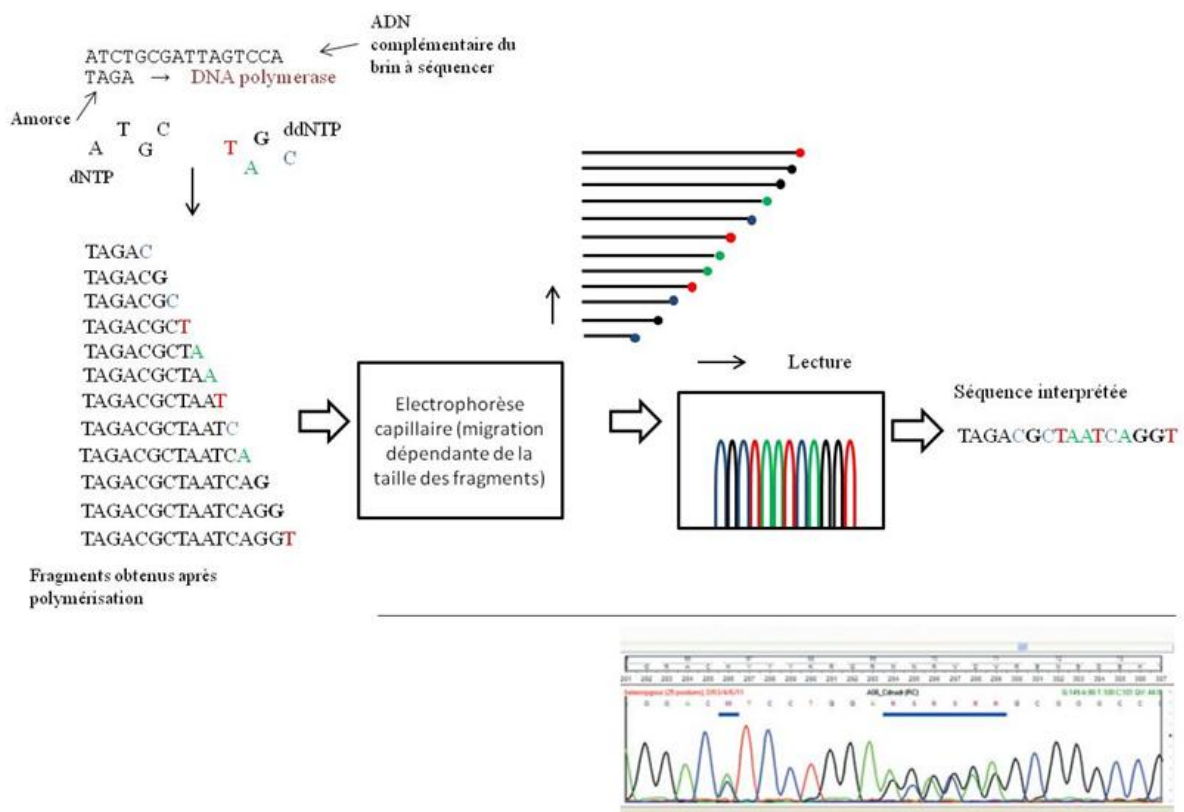 ADN
complémentaire du
brin à séquencer
ATCTGCGATTAGTCCA
TAGA → DNA polymerase
Amorce
A T G C
dNTP
T A G C
ddNTP
TAGAC
TAGACG
TAGACGC
TAGACGCT
TAGACGCTA
TAGACGCTAA
TAGACGCTAAT
TAGACGCTAATC
TAGACGCTAATCA
TAGACGCTAATCAG
TAGACGCTAATCAGG
TAGACGCTAATCAGGT
Fragments obtenus après
polymérisation
Electrophorèse
capillaire (migration
dépendante de la
taille des fragments)
Lecture
Séquence interprétée
TAGACGCTAATCAGGT